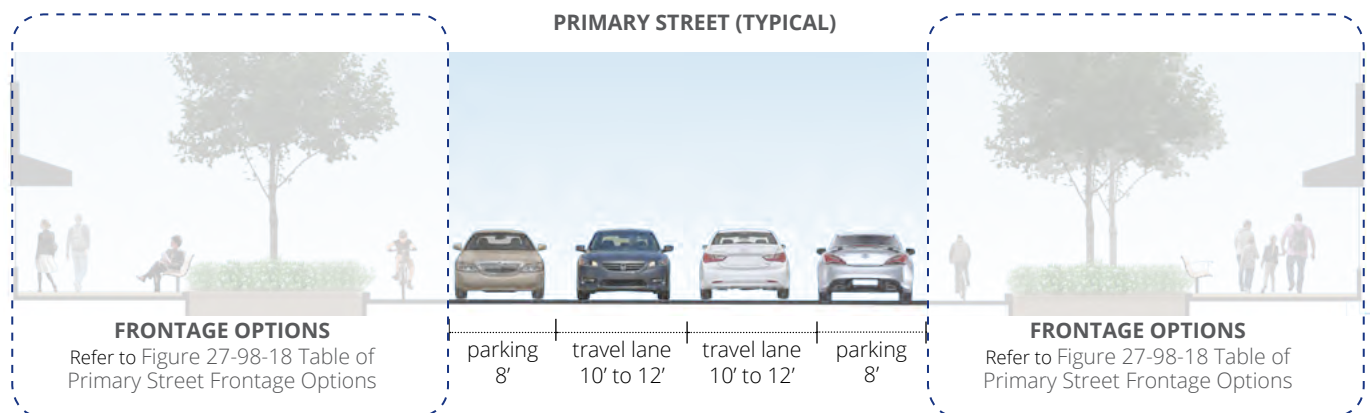 PRIMARY STREET (TYPICAL)
FRONTAGE OPTIONS
Refer to Figure 27-98-18 Table of
Primary Street Frontage Options
parking
8’
travel lane
10’ to 12’
travel lane
10’ to 12’
parking
8’
FRONTAGE OPTIONS
Refer to Figure 27-98-18 Table of
Primary Street Frontage Options